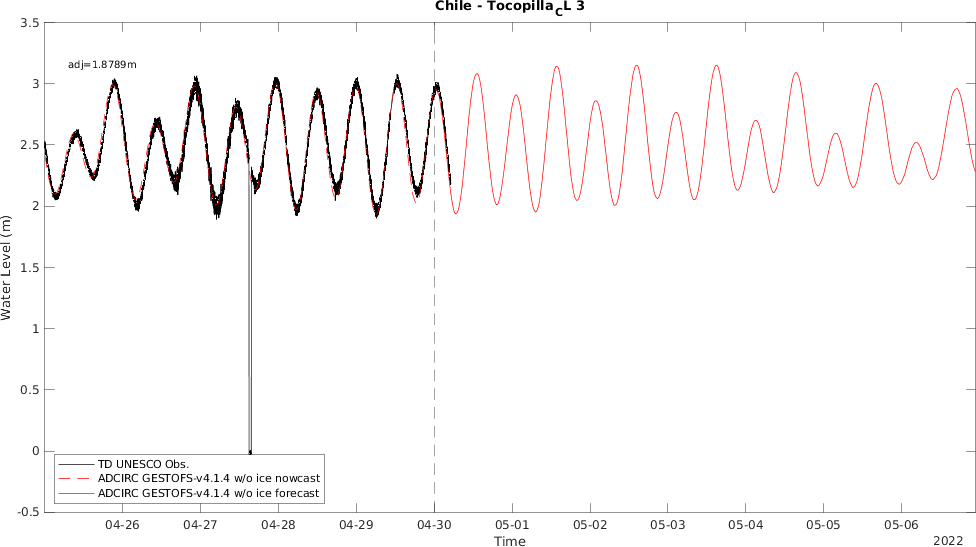 Chile - Tocopilla_CL 3
adj=1.8789m
Water Level (m)
3.5
3
2.5
2
1.5
1
0.5
0
-0.5
TD UNESCO Obs.
ADCIRC GESTOFS-v4.1.4 w/o ice nowcast
ADCIRC GESTOFS-v4.1.4 w/o ice forecast
04-26 04-27 04-28 04-29 04-30 05-01 05-02 05-03 05-04 05-05 05-06
Time
2022